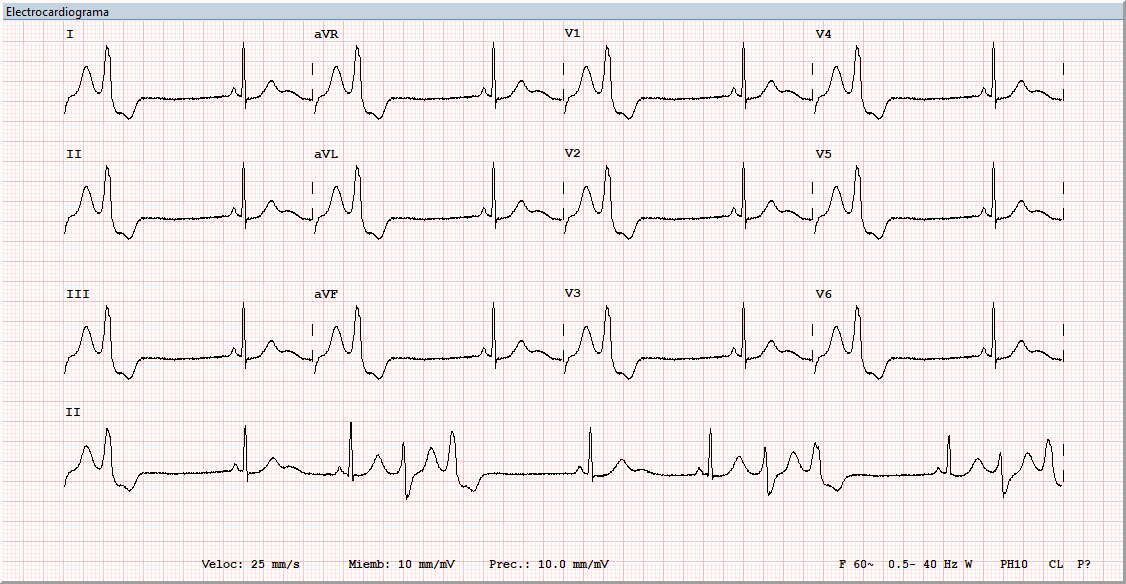 Electrocardiograma
I aVR V1 V4
II aVL V2 V5
III aVF V3 V6
II
Veloc: 25 mm/s Miemb: 10 mm/mV Prec.: 10.0 mm/mV F 60~ 0.5- 40 Hz W PH10 CL P?